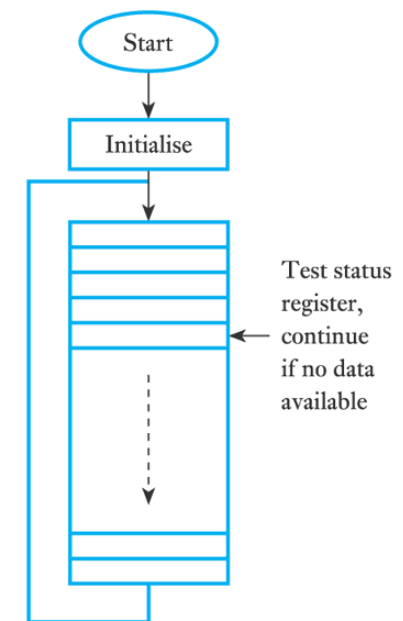 Start
Initialise
Test status
register,
continue
if no data
available